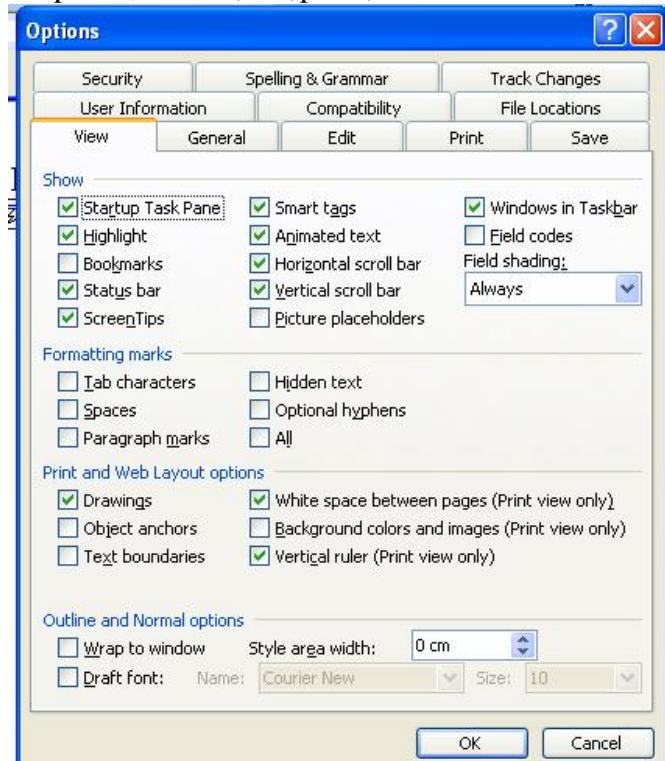 Options
Security Spelling & Grammar Track Changes
User Information Compatibility File Locations
View General Edit Print Save
Show
Startup Task Pane Smart tags Windows in Taskbar
Highlight Animated text Field codes
Bookmarks Horizontal scroll bar Field shading:
Status bar Vertical scroll bar Always
ScreenTips Picture placeholders
Formatting marks
Tab characters Hidden text
Spaces Optional hyphens
Paragraph marks All
Print and Web Layout options
Drawings White space between pages (Print view only)
Object anchors Background colors and images (Print view only)
Text boundaries Vertical ruler (Print view only)
Outline and Normal options
Wrap to window Style area width: 0 cm
Draft font: Name: Courier New Size: 10
OK Cancel